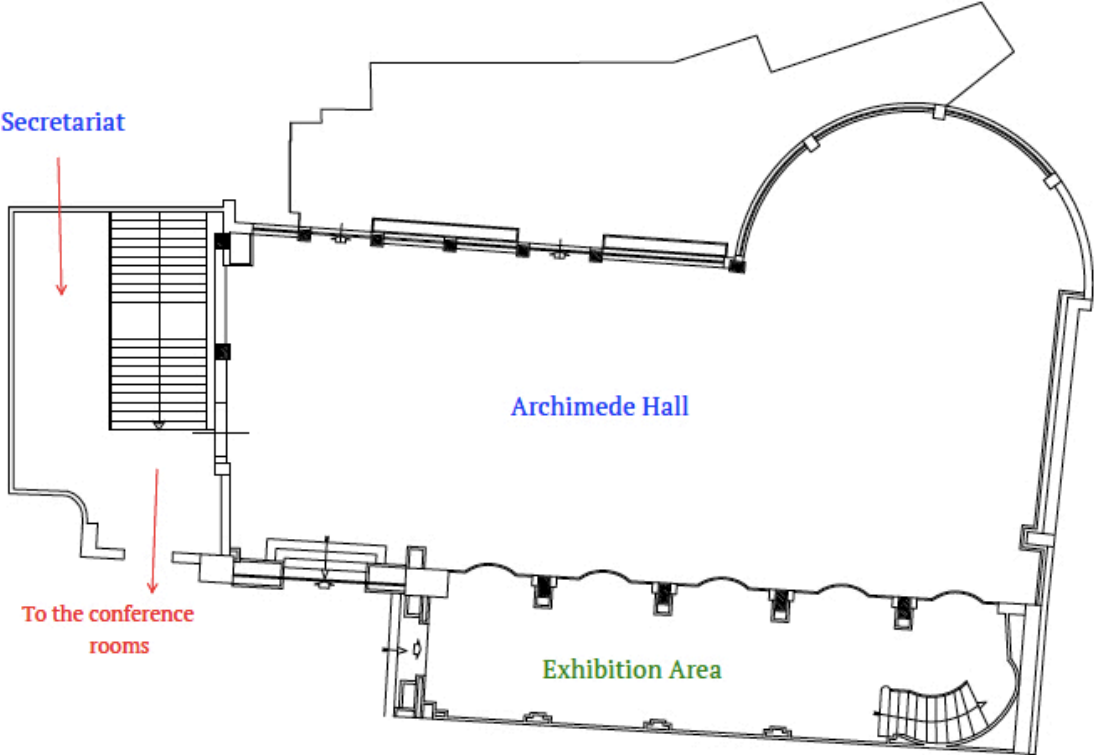 Secretariat
Archimede Hall
To the conference
rooms
Exhibition Area